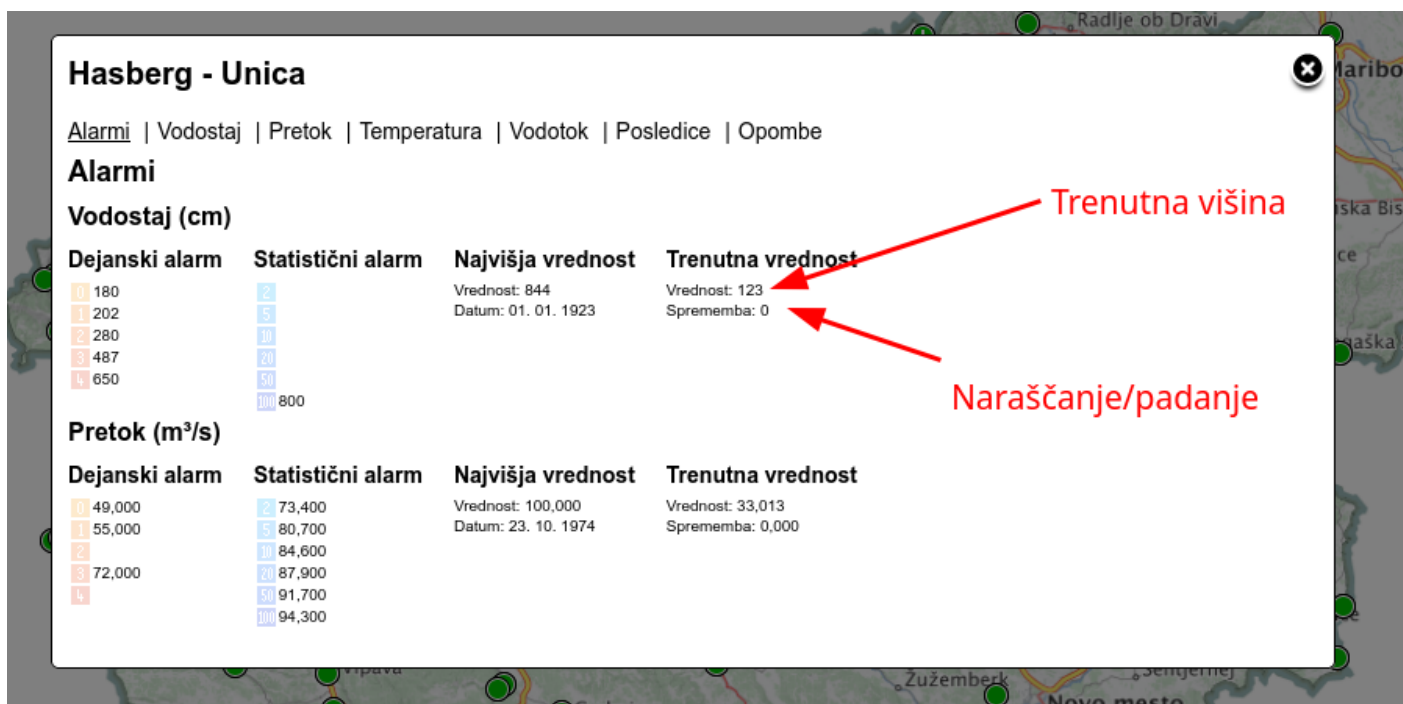 Radlje ob Dravi
Hasberg - Unica
Maribo
Alarmi | Vodostaj | Pretok | Temperatura | Vodotok | Posledice | Opombe
Alarmi
Trenutna višina
Vodostaj (cm)
ska Bis
Dejanski alarm Statistični alarm Najvišja vrednost Trenutna vrednost
ce
0 180 2 Vrednost: 844 Vrednost: 123
1 202 5 Datum: 01. 01. 1923 Sprememba: 0
2 280 10
gaška
3 487 20
4 650 50
Naraščanje/padanje
100 800
Pretok (m³/s)
Dejanski alarm Statistični alarm Najvišja vrednost Trenutna vrednost
0 49,000 2 73,400 Vrednost: 100,000 Vrednost: 33,013
1 55,000 5 80,700 Datum: 23. 10. 1974 Sprememba: 0,000
2 10 84,600
3 72,000 20 87,900
4 50 91,700
100 94,300
Vipava
Žužemberk
Šentjernej
Novo mesto